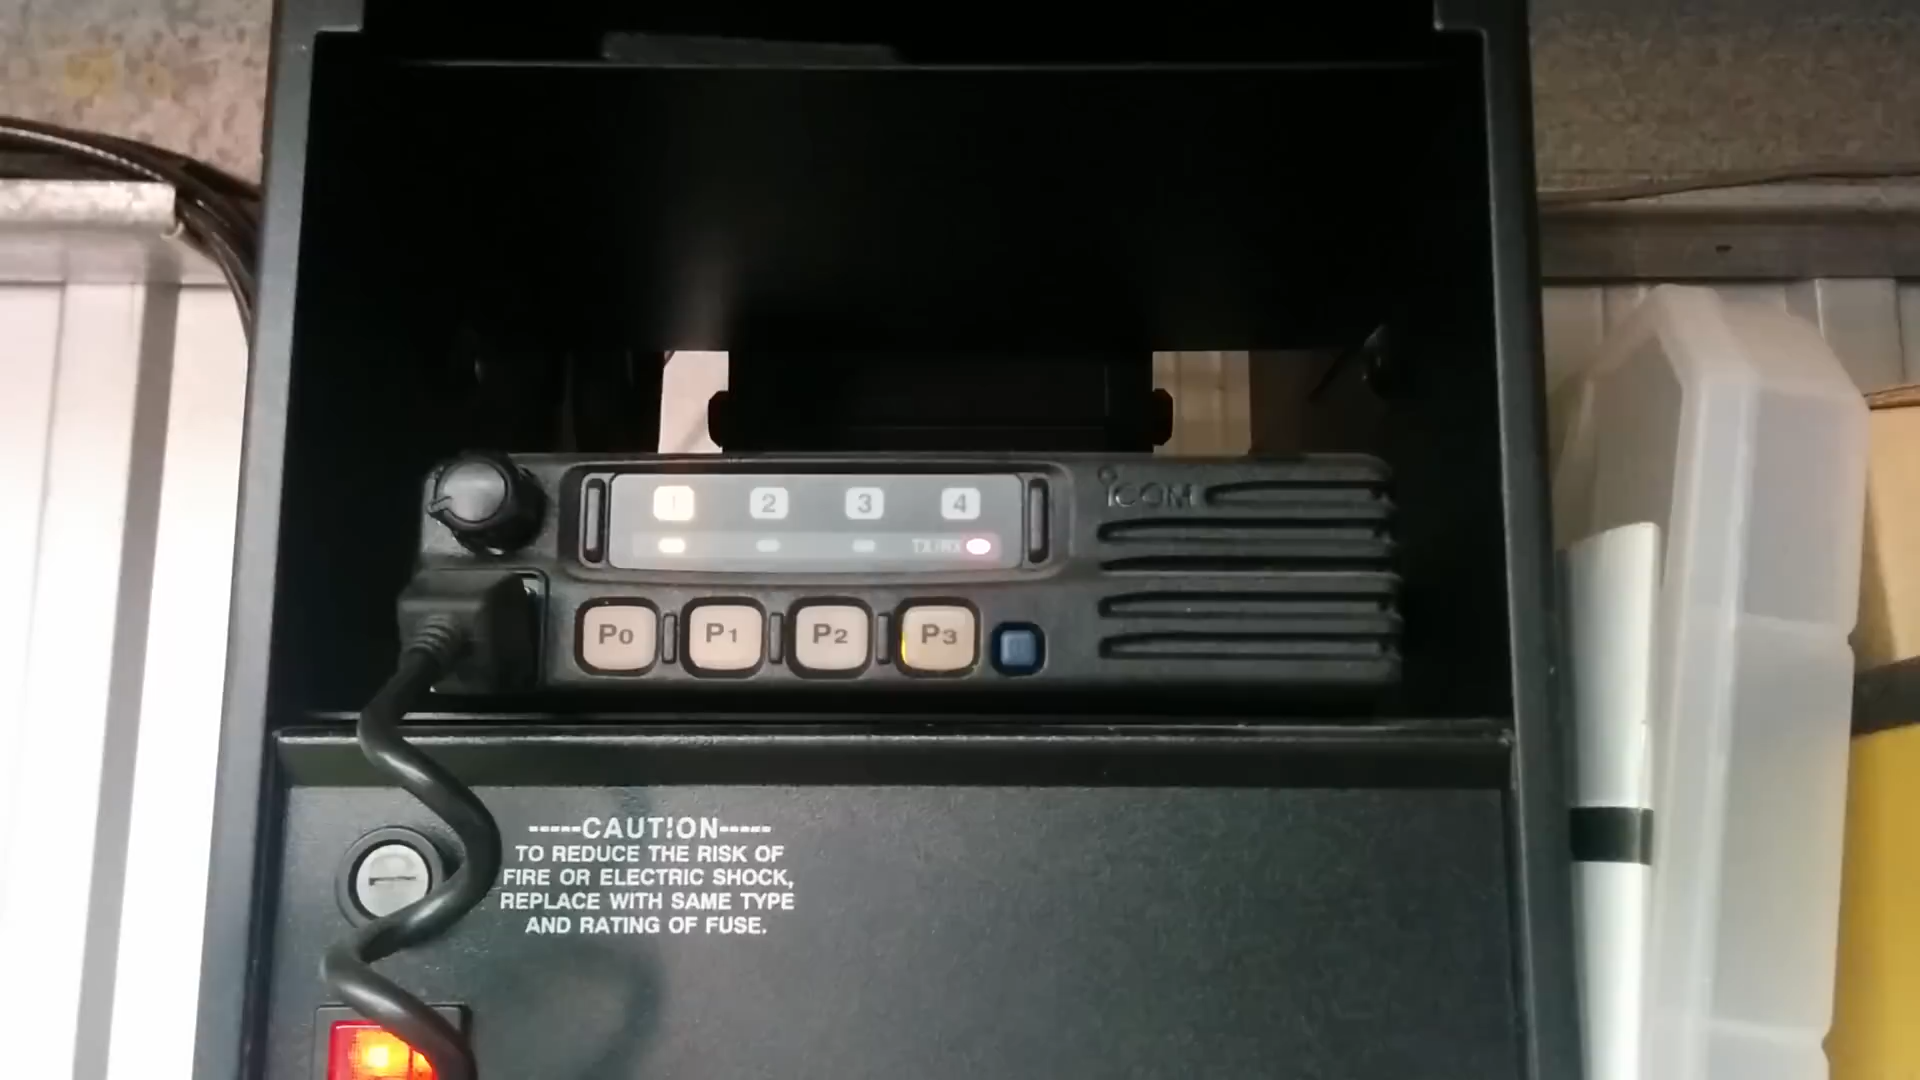 1 2 3 4
iCOM
TX/RX
P0 P1 P2 P3
-----CAUTION-----
TO REDUCE THE RISK OF
FIRE OR ELECTRIC SHOCK,
REPLACE WITH SAME TYPE
AND RATING OF FUSE.